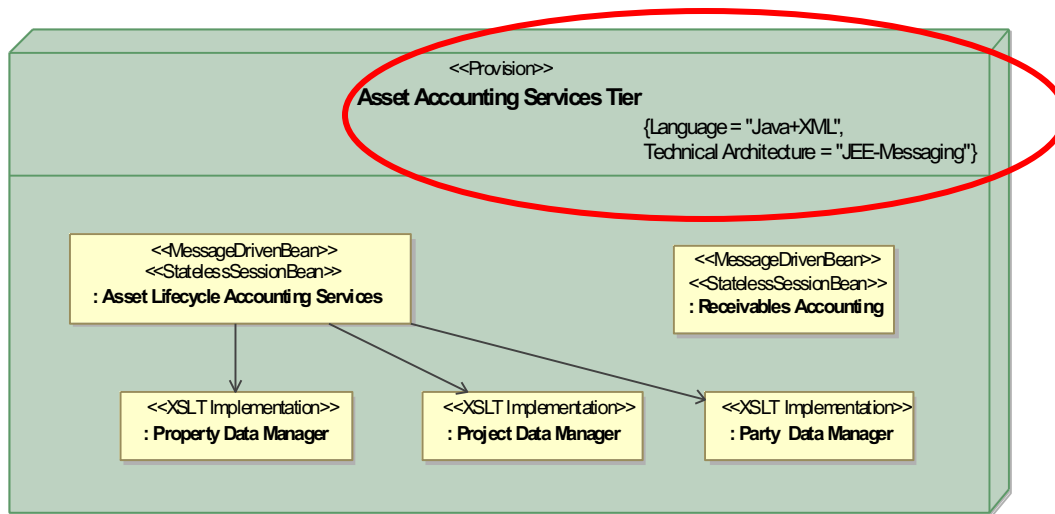 <<Provision>>
Asset Accounting Services Tier
{Language = "Java+XML",
Technical Architecture = "JEE-Messaging"}
<<MessageDrivenBean>>
<<StatelessSessionBean>>
: Asset Lifecycle Accounting Services
<<MessageDrivenBean>>
<<StatelessSessionBean>>
: Receivables Accounting
<<XSLT Implementation>>
: Property Data Manager
<<XSLT Implementation>>
: Project Data Manager
<<XSLT Implementation>>
: Party Data Manager